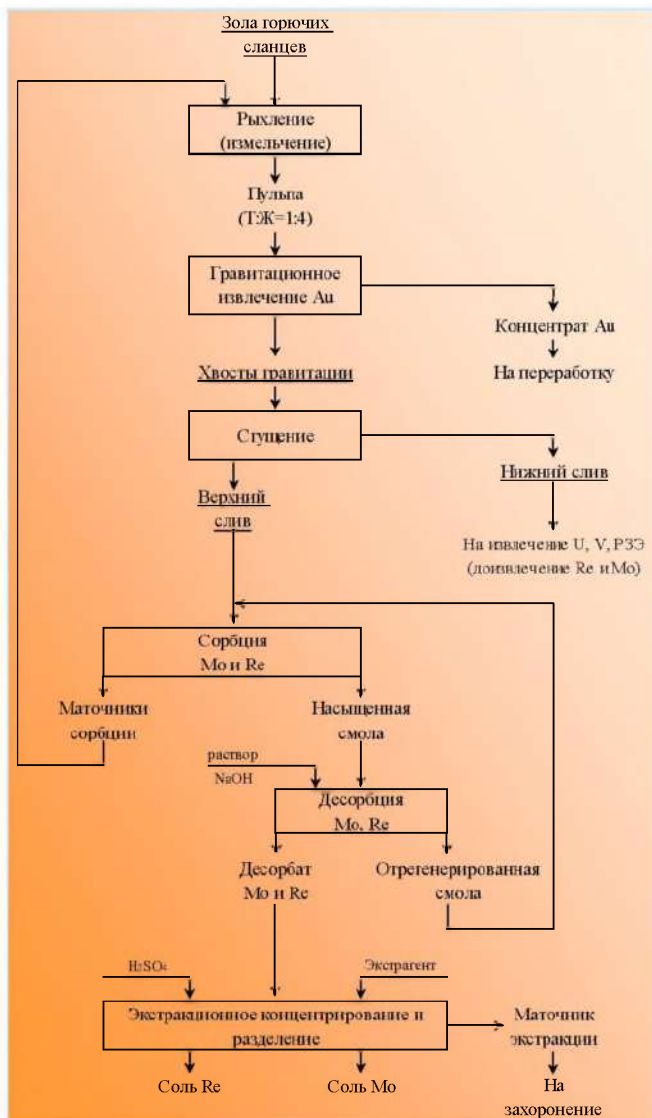 Зола горючих
сланцев
Рыхление
(измельчение)
Пульпа
(Т:Ж=1:4)
Гравитационное
извлечение Au
Концентрат Au
На переработку
Хвосты гравитации
Сгущение
Нижний слив
Верхний
слив
На извлечение U, V, РЗЭ
(доизвлечение Re и Mo)
Сорбция
Mo и Re
Маточники
сорбции
Насыщенная
смола
раствор
NaOH
Десорбция
Mo, Re
Десорбат
Mo и Re
Отрегенерированная
смола
H₂SO₄
Экстрагент
Экстракционное концентрирование и
разделение
Маточник
экстракции
Соль Re
Соль Mo
На
захоронение